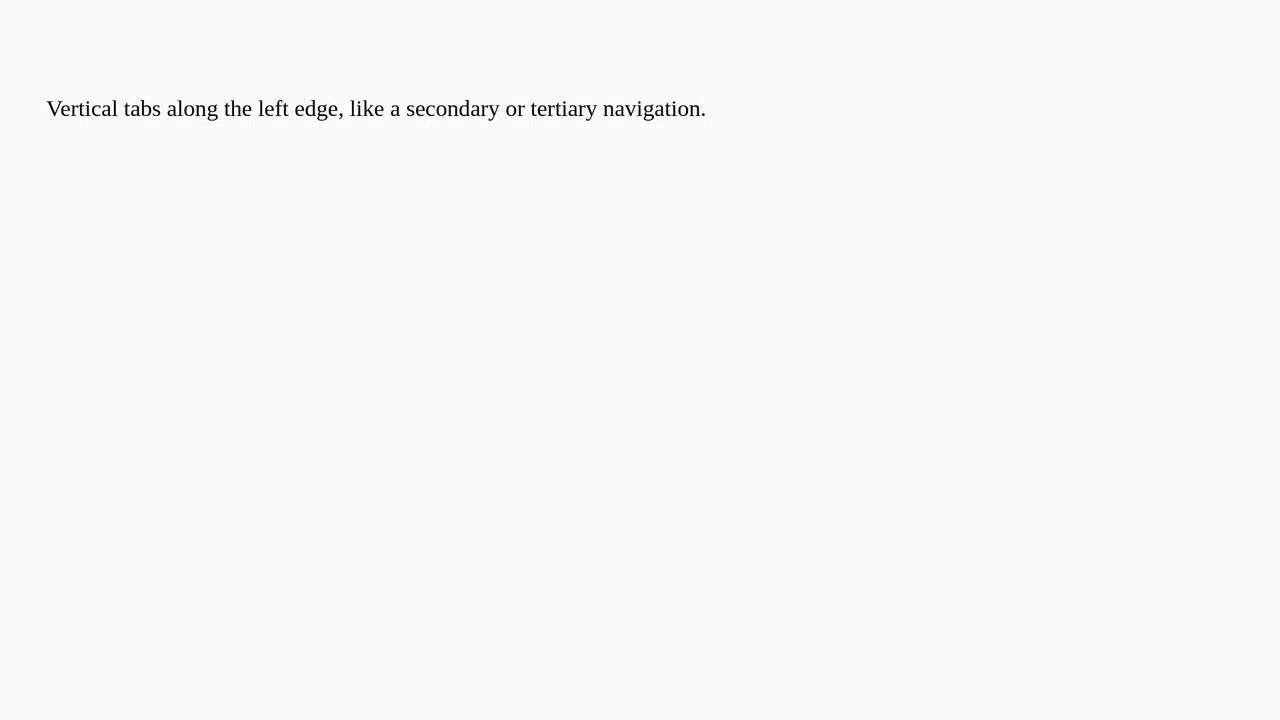 Vertical tabs along the left edge, like a secondary or tertiary navigation.